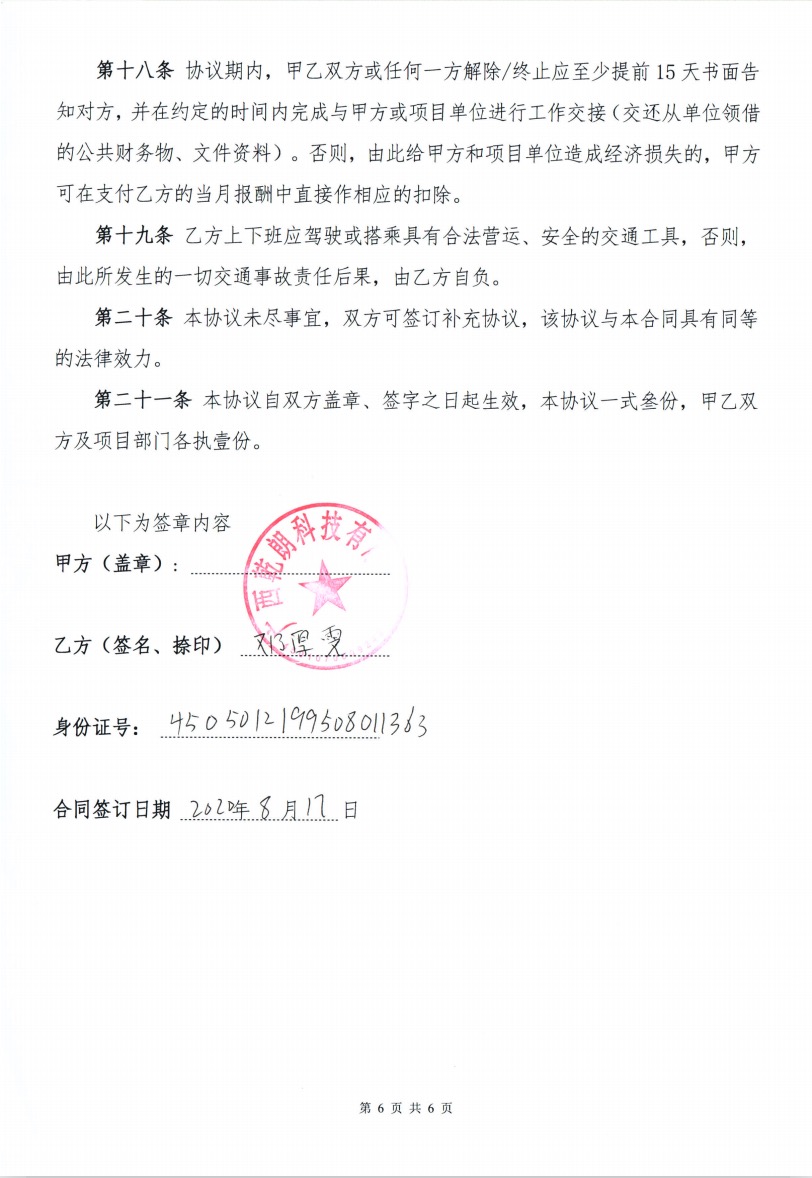 第十八条 协议期内，甲乙双方或任何一方解除/终止应至少提前 15 天书面告
知对方，并在约定的时间内完成与甲方或项目单位进行工作交接（交还从单位领借
的公共财务物、文件资料）。否则，由此给甲方和项目单位造成经济损失的，甲方
可在支付乙方的当月报酬中直接作相应的扣除。
第十九条 乙方上下班应驾驶或搭乘具有合法营运、安全的交通工具，否则，
由此所发生的一切交通事故责任后果，由乙方自负。
第二十条 本协议未尽事宜，双方可签订补充协议，该协议与本合同具有同等
的法律效力。
第二十一条 本协议自双方盖章、签字之日起生效，本协议一式叁份，甲乙双
方及项目部门各执壹份。
以下为签章内容
广西乾朗科技有
甲方（盖章）：
乙方（签名、捺印） 邓厚雯
身份证号： 4505012199508011363
合同签订日期 2020年 8 月 17 日
第 6 页 共 6 页